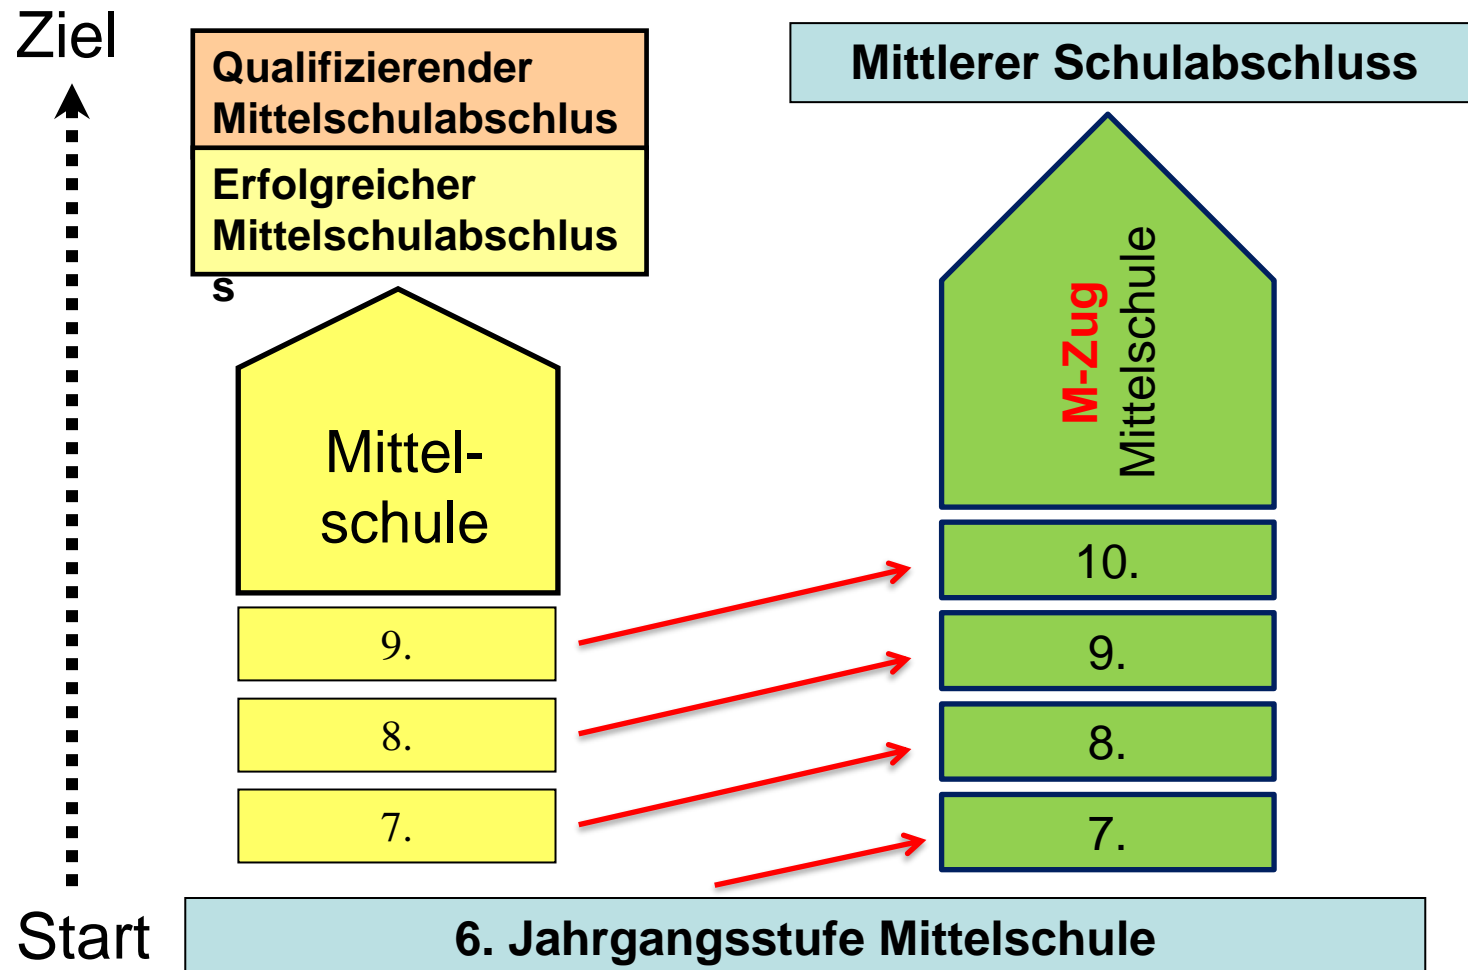 Ziel
Qualifizierender
Mittelschulabschlus
Erfolgreicher
Mittelschulabschlus
s
Mittlerer Schulabschluss
Mittel-
schule
9.
8.
7.
M-Zug
Mittelschule
10.
9.
8.
7.
Start
6. Jahrgangsstufe Mittelschule